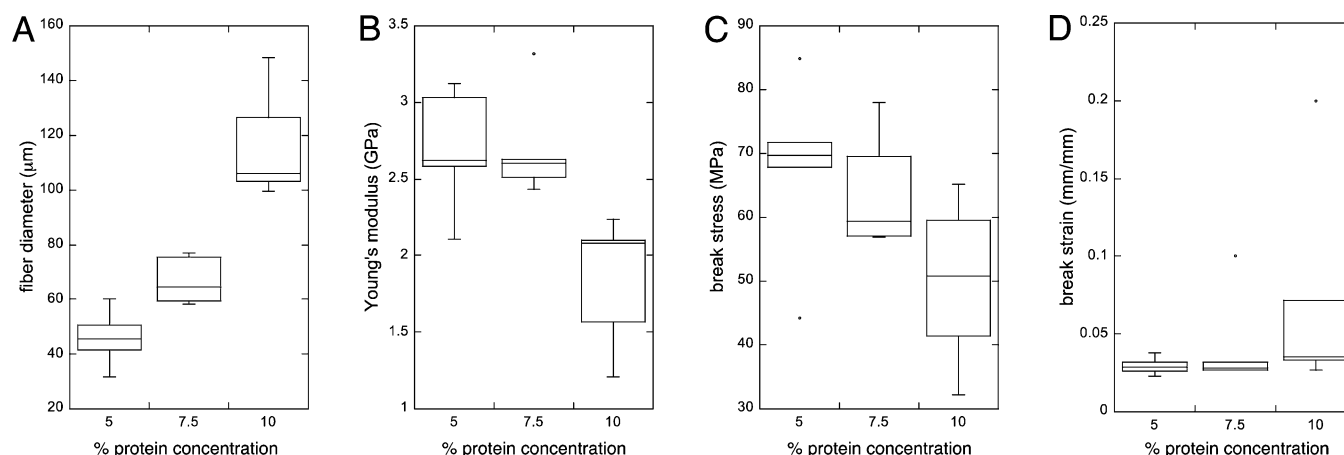 A
160
140
120
100
80
60
40
20
fiber diameter (μm)
5 7.5 10
% protein concentration
B
3.5
3
2.5
2
1.5
1
Young's modulus (GPa)
5 7.5 10
% protein concentration
C
90
80
70
60
50
40
30
break stress (MPa)
5 7.5 10
% protein concentration
D
0.25
0.2
0.15
0.1
0.05
0
break strain (mm/mm)
5 7.5 10
% protein concentration